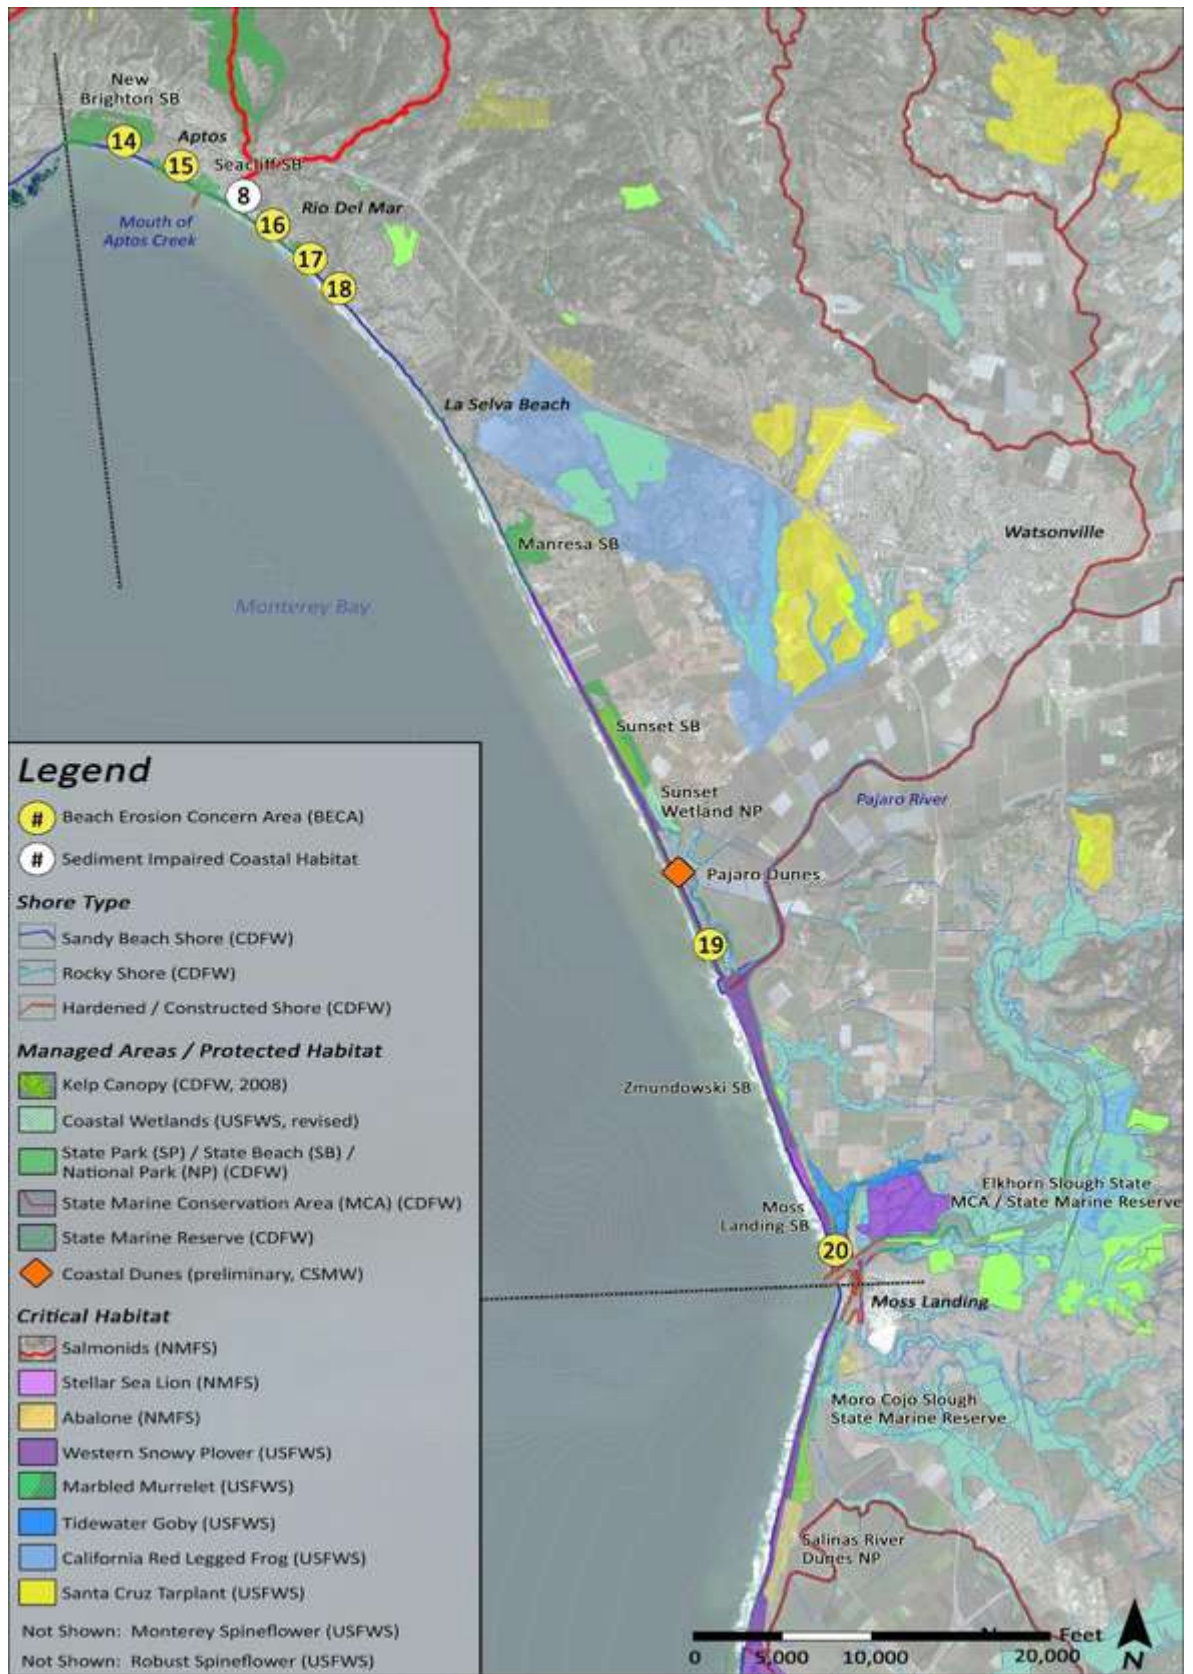 New
Brighton SB
14
Aptos
15
Seacliff SB
8
Mouth of
Aptos Creek
16
Rio Del Mar
17
18
La Selva Beach
Watsonville
Manresa SB
Monterey Bay
Sunset SB
Sunset
Wetland NP
Pajaro River
Pajaro Dunes
19
Zmundowski SB
Elkhorn Slough State
MCA / State Marine Reserve
Moss
Landing SB
20
Moss Landing
Moro Cojo Slough
State Marine Reserve
Salinas River
Dunes NP
Legend
# Beach Erosion Concern Area (BECA)
# Sediment Impaired Coastal Habitat
Shore Type
Sandy Beach Shore (CDFW)
Rocky Shore (CDFW)
Hardened / Constructed Shore (CDFW)
Managed Areas / Protected Habitat
Kelp Canopy (CDFW, 2008)
Coastal Wetlands (USFWS, revised)
State Park (SP) / State Beach (SB) /
National Park (NP) (CDFW)
State Marine Conservation Area (MCA) (CDFW)
State Marine Reserve (CDFW)
Coastal Dunes (preliminary, CSMW)
Critical Habitat
Salmonids (NMFS)
Stellar Sea Lion (NMFS)
Abalone (NMFS)
Western Snowy Plover (USFWS)
Marbled Murrelet (USFWS)
Tidewater Goby (USFWS)
California Red Legged Frog (USFWS)
Santa Cruz Tarplant (USFWS)
Not Shown: Monterey Spineflower (USFWS)
Not Shown: Robust Spineflower (USFWS)
Feet
0 5,000 10,000 20,000
N